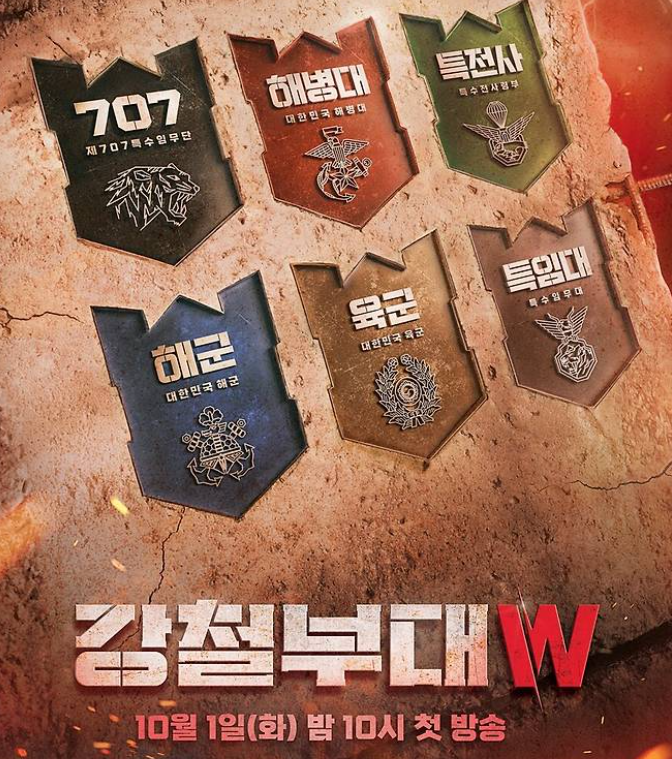 707
제707특수임무단
해병대
대한민국 해병대
특전사
특수전사령부
해군
대한민국 해군
육군
대한민국 육군
특임대
특수임무대
강철부대W
10월 1일(화) 밤 10시 첫 방송